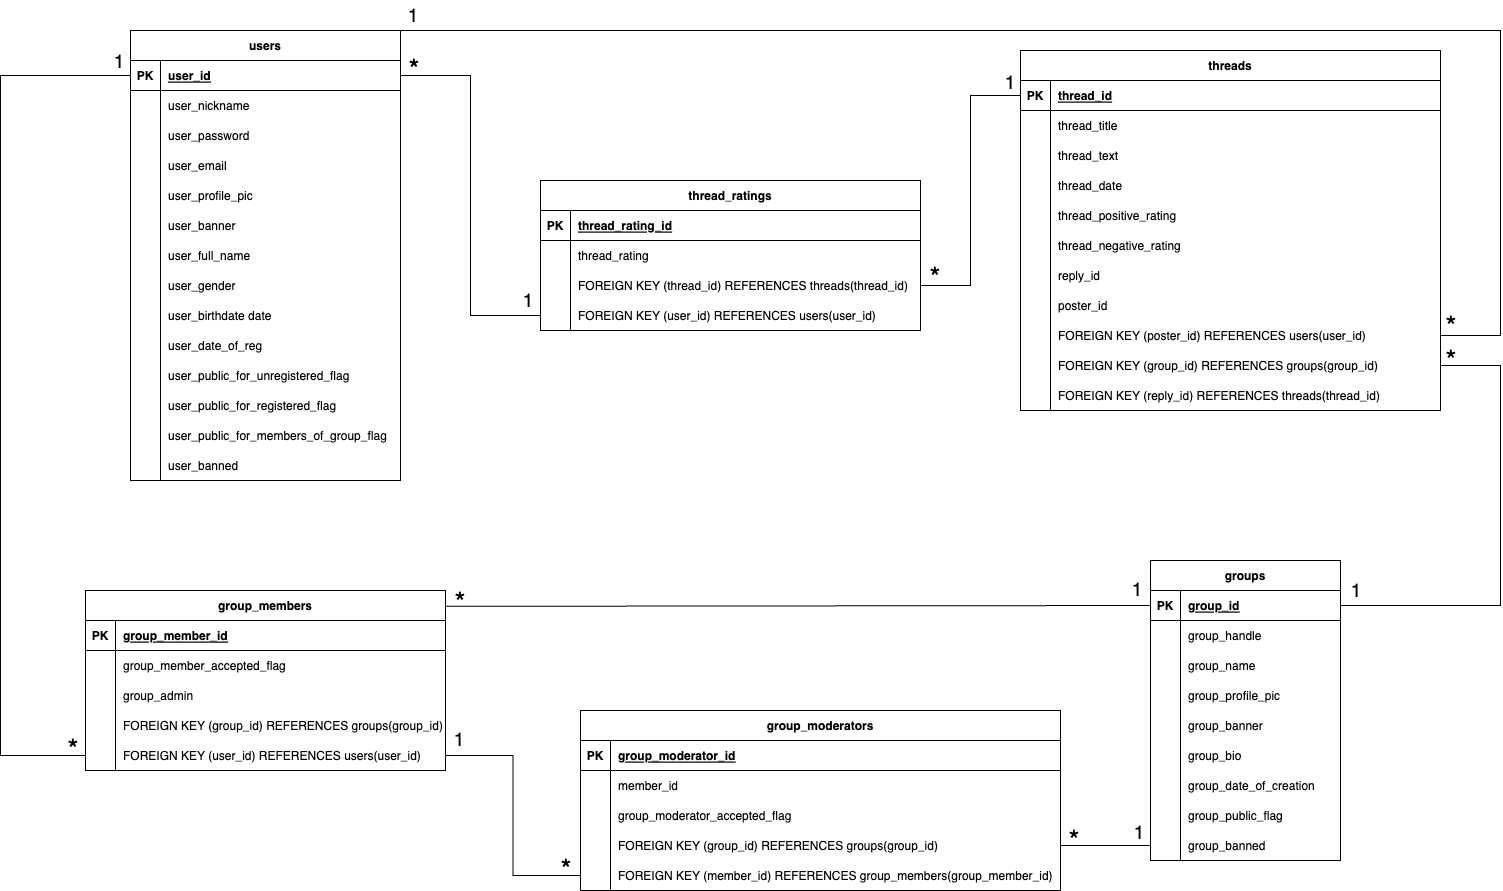 1
users
1
PK user_id
*
user_nickname
user_password
user_email
user_profile_pic
user_banner
user_full_name
user_gender
user_birthdate date
user_date_of_reg
user_public_for_unregistered_flag
user_public_for_registered_flag
user_public_for_members_of_group_flag
user_banned
thread_ratings
PK thread_rating_id
thread_rating
FOREIGN KEY (thread_id) REFERENCES threads(thread_id)
*
1
FOREIGN KEY (user_id) REFERENCES users(user_id)
threads
1
PK thread_id
thread_title
thread_text
thread_date
thread_positive_rating
thread_negative_rating
reply_id
poster_id
*
FOREIGN KEY (poster_id) REFERENCES users(user_id)
*
FOREIGN KEY (group_id) REFERENCES groups(group_id)
FOREIGN KEY (reply_id) REFERENCES threads(thread_id)
group_members
*
PK group_member_id
group_member_accepted_flag
group_admin
FOREIGN KEY (group_id) REFERENCES groups(group_id)
*
1
FOREIGN KEY (user_id) REFERENCES users(user_id)
group_moderators
PK group_moderator_id
member_id
group_moderator_accepted_flag
FOREIGN KEY (group_id) REFERENCES groups(group_id)
*
1
*
FOREIGN KEY (member_id) REFERENCES group_members(group_member_id)
groups
1
1
PK group_id
group_handle
group_name
group_profile_pic
group_banner
group_bio
group_date_of_creation
group_public_flag
group_banned